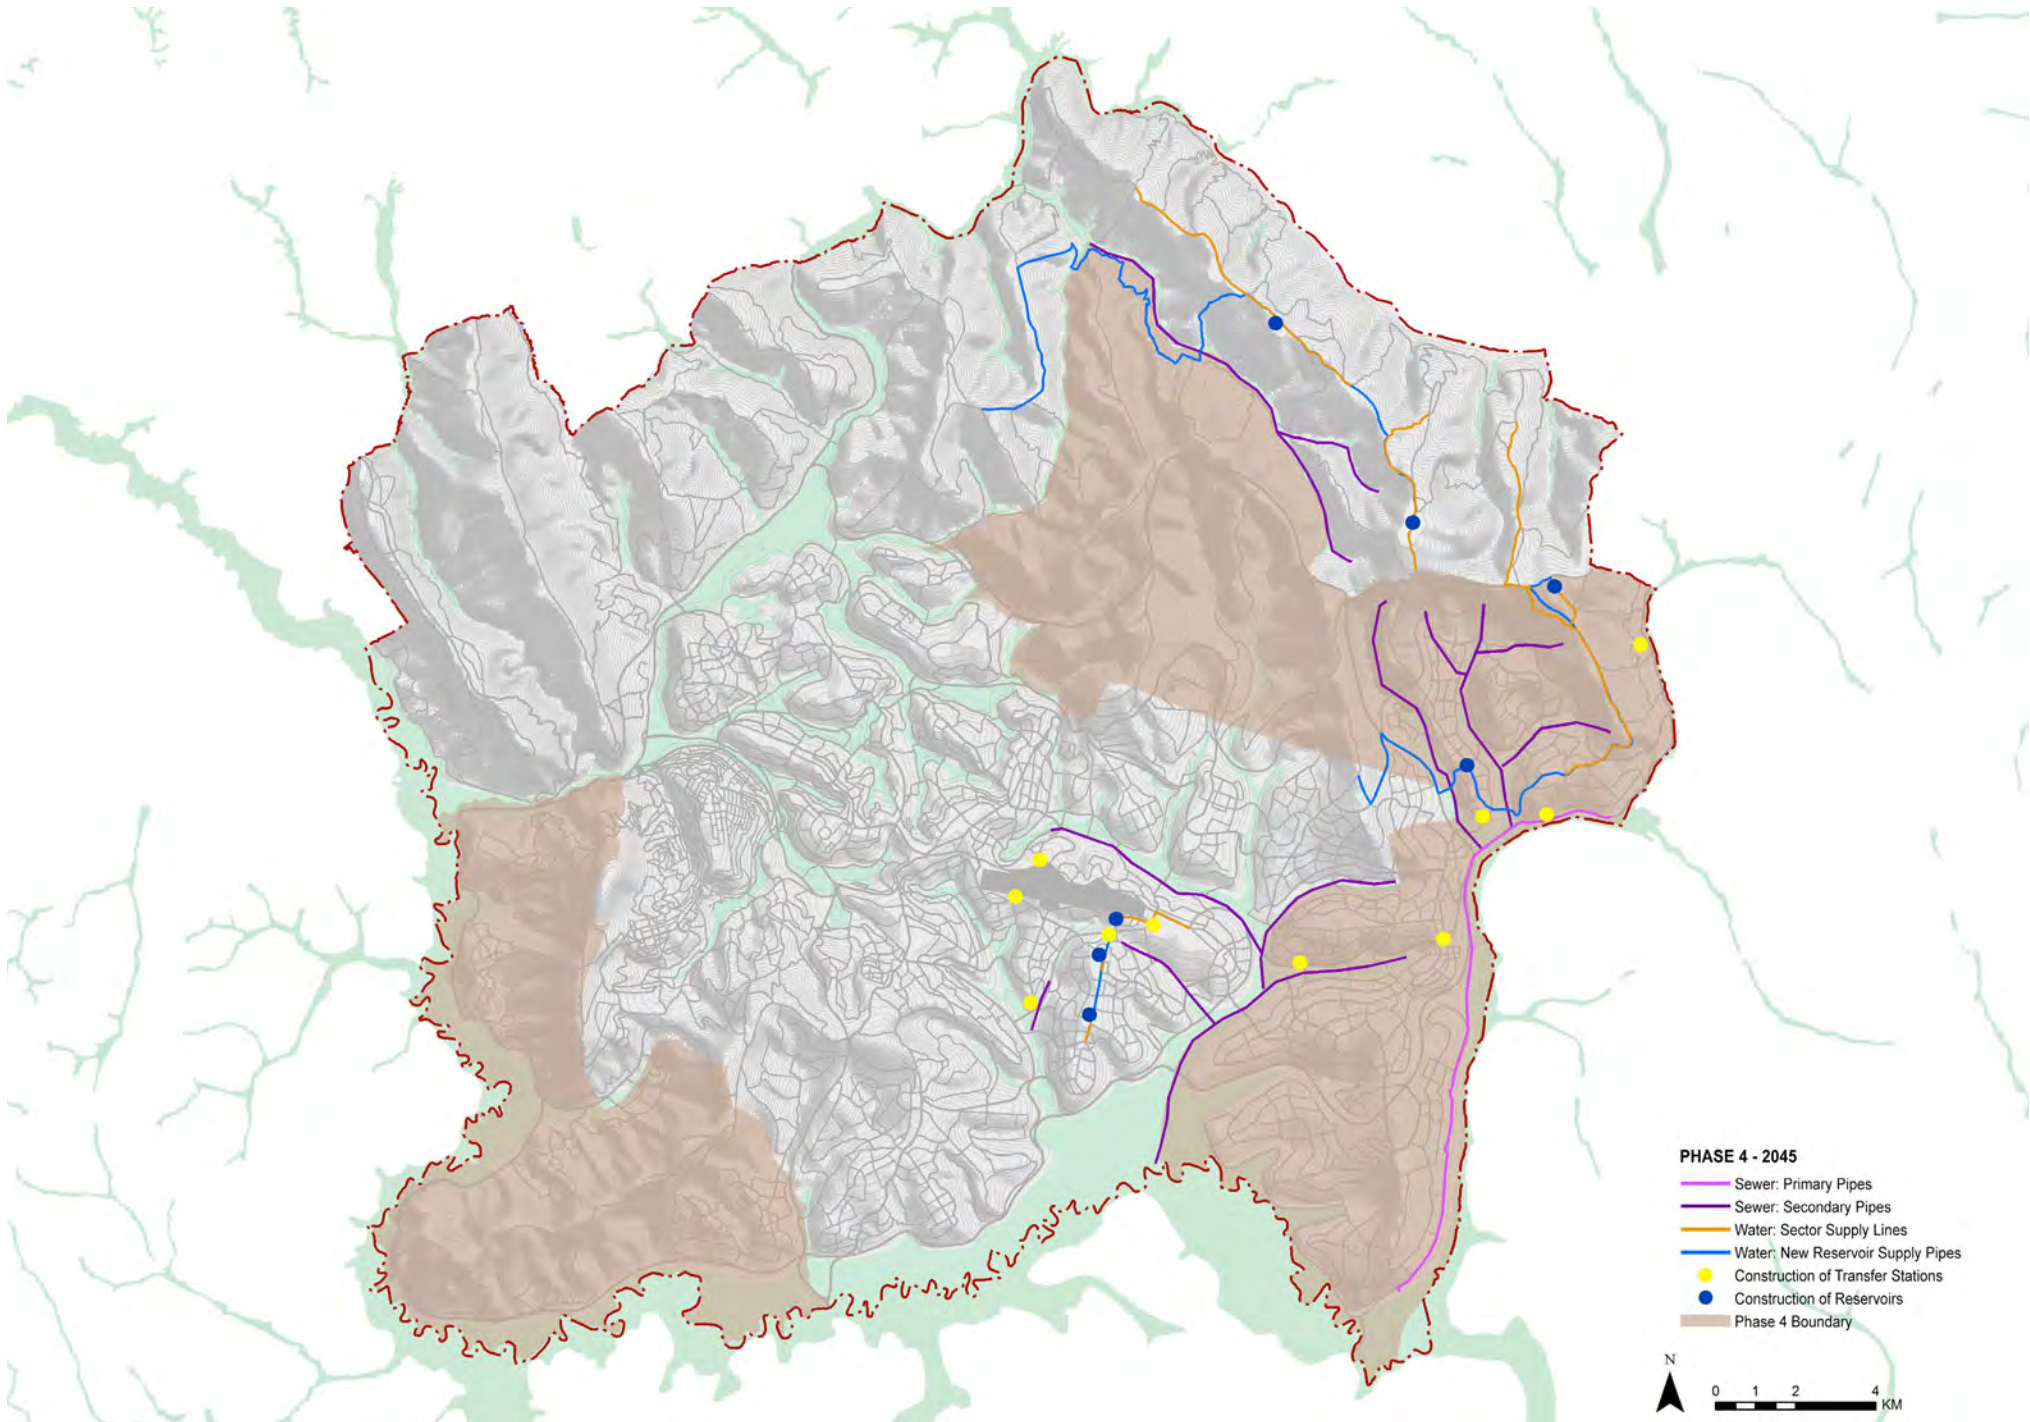 PHASE 4 - 2045
Sewer: Primary Pipes
Sewer: Secondary Pipes
Water: Sector Supply Lines
Water: New Reservoir Supply Pipes
Construction of Transfer Stations
Construction of Reservoirs
Phase 4 Boundary
N
0 1 2 4
KM